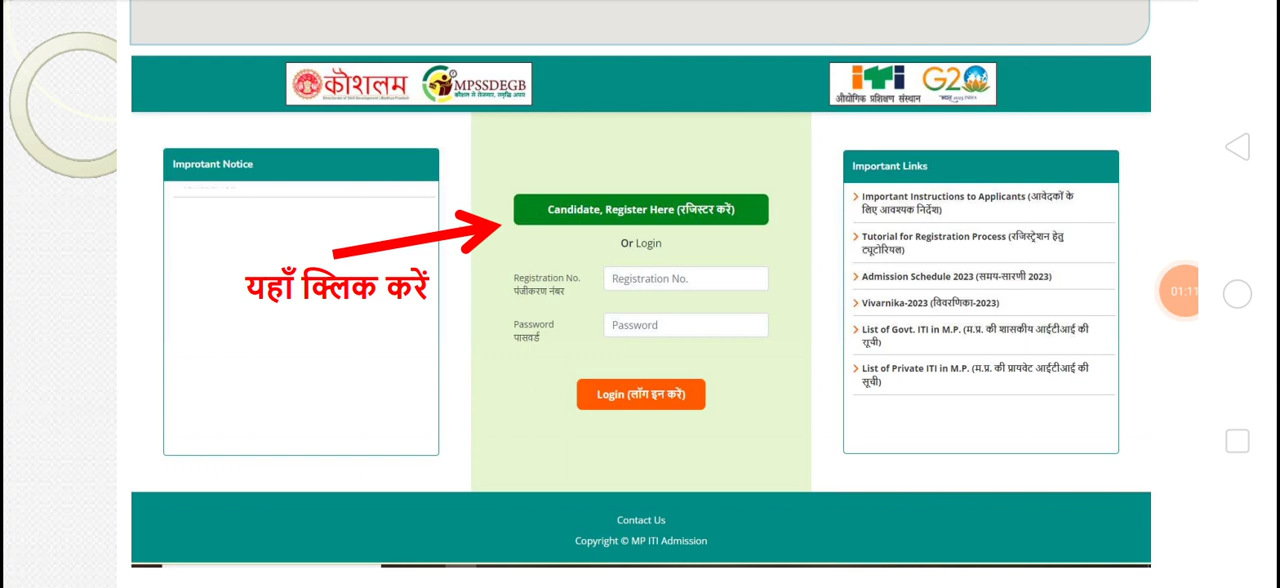 कौशलम
MPSSDEGB
औद्योगिक प्रशिक्षण संस्थान
G20
Improtant Notice
Candidate, Register Here (रजिस्टर करें)
Or Login
Registration No.
पंजीकरण नंबर
Registration No.
Password
पासवर्ड
Password
Login (लॉग इन करें)
यहाँ क्लिक करें
Important Links
Important Instructions to Applicants (आवेदकों के
लिए आवश्यक निर्देश)
Tutorial for Registration Process (रजिस्ट्रेशन हेतु
ट्यूटोरियल)
Admission Schedule 2023 (समय-सारणी 2023)
Vivarnika-2023 (विवरणिका-2023)
List of Govt. ITI in M.P. (म.प्र. की शासकीय आईटीआई की
सूची)
List of Private ITI in M.P. (म.प्र. की प्रायवेट आईटीआई की
सूची)
01:11
Contact Us
Copyright © MP ITI Admission